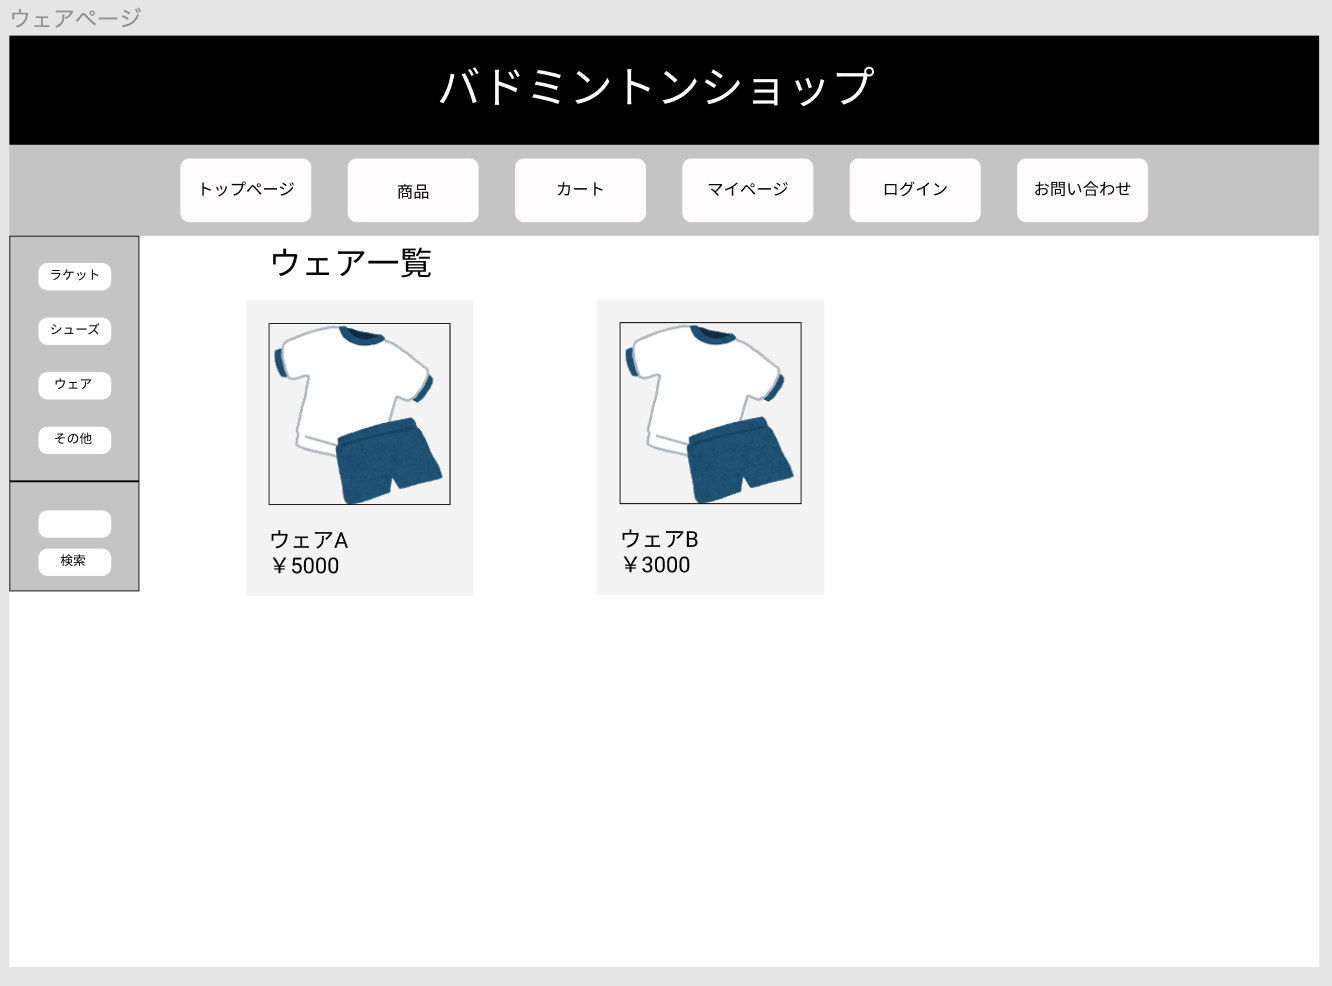 ウェアページ
バドミントンショップ
トップページ
商品
カート
マイページ
ログイン
お問い合わせ
ラケット
シューズ
ウェア
その他
検索
ウェア一覧
ウェアA
￥5000
ウェアB
￥3000